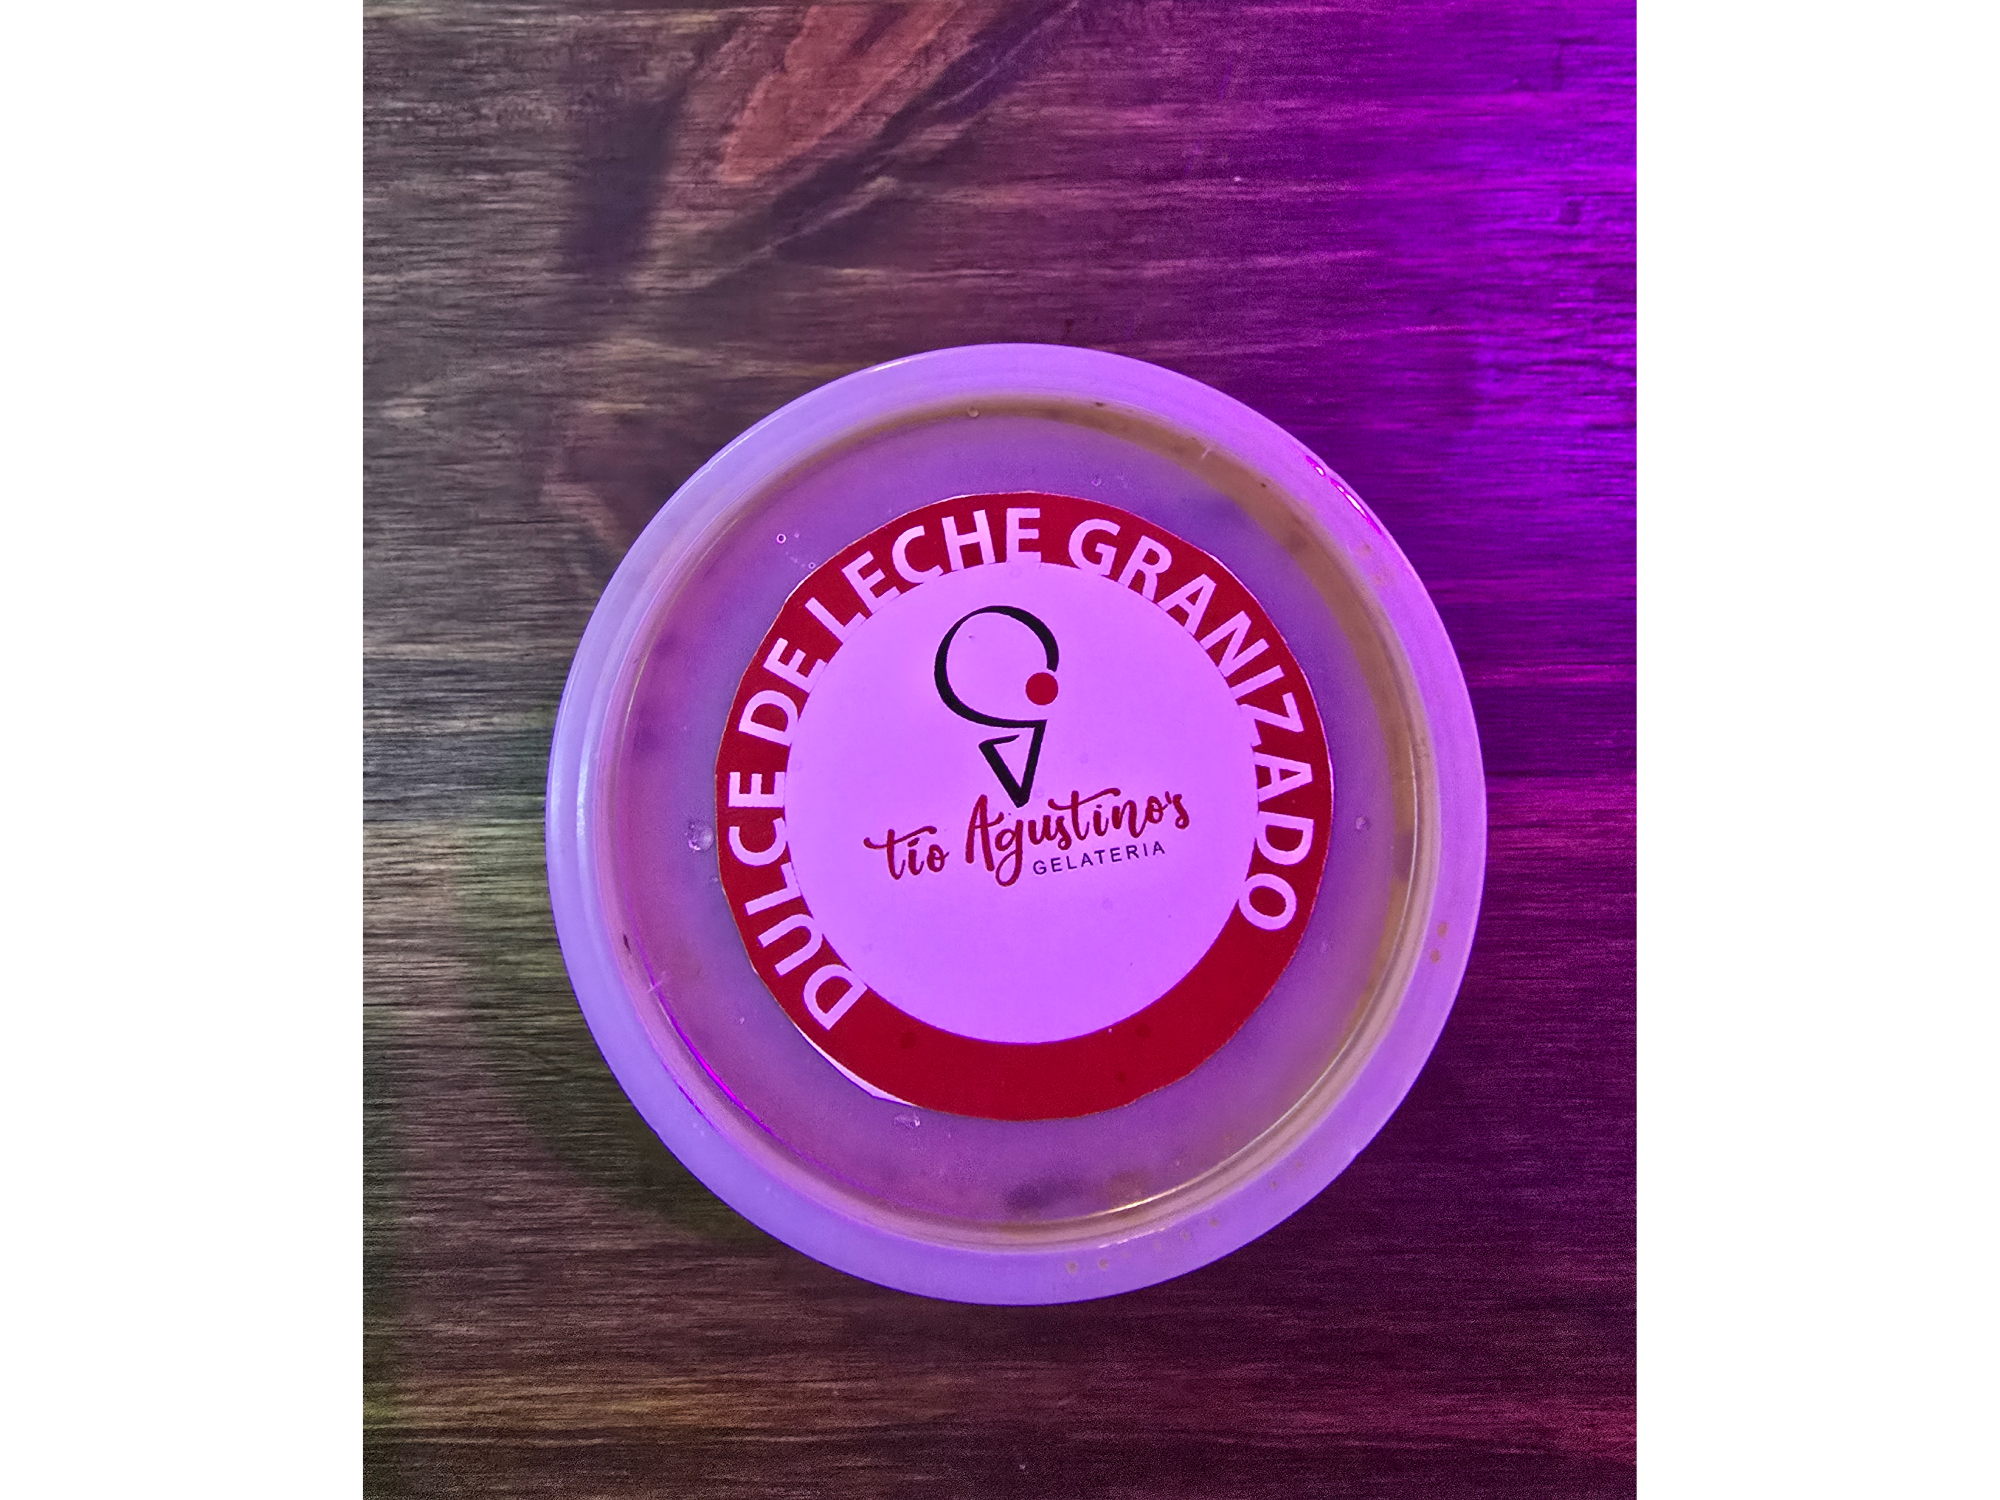 DULCE DE LECHE GRANIZADO
tío Agustino's
GELATERIA